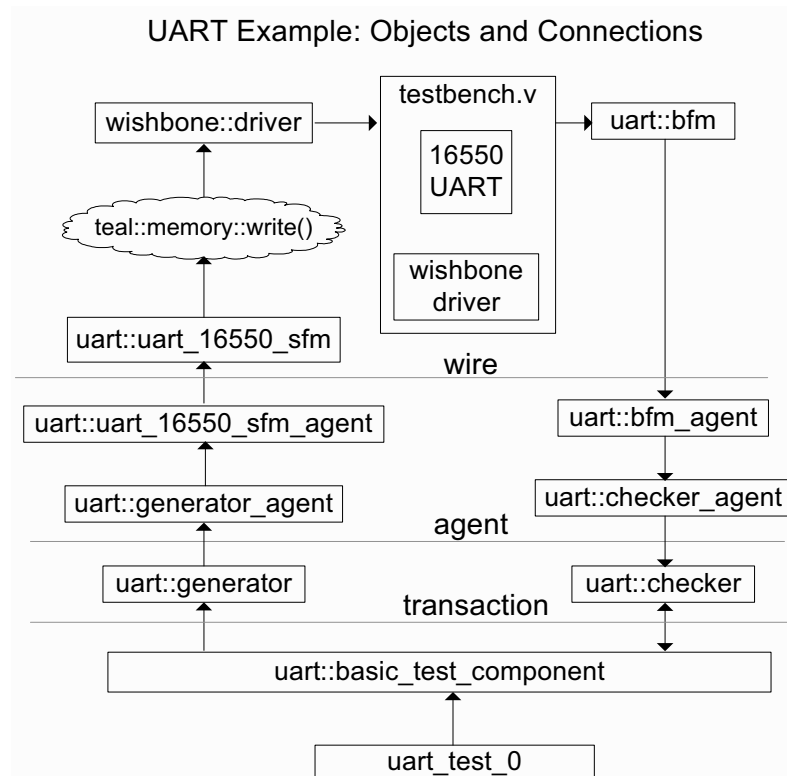 UART Example: Objects and Connections
testbench.v
wishbone::driver
uart::bfm
16550
UART
teal::memory::write()
wishbone
driver
uart::uart_16550_sfm
wire
uart::uart_16550_sfm_agent
uart::bfm_agent
uart::generator_agent
uart::checker_agent
agent
uart::generator
uart::checker
transaction
uart::basic_test_component
uart_test_0